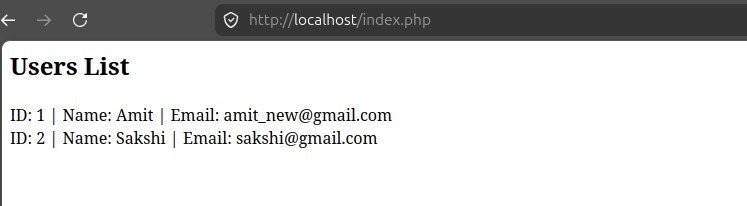 http://localhost/index.php
Users List
ID: 1 | Name: Amit | Email: amit_new@gmail.com
ID: 2 | Name: Sakshi | Email: sakshi@gmail.com